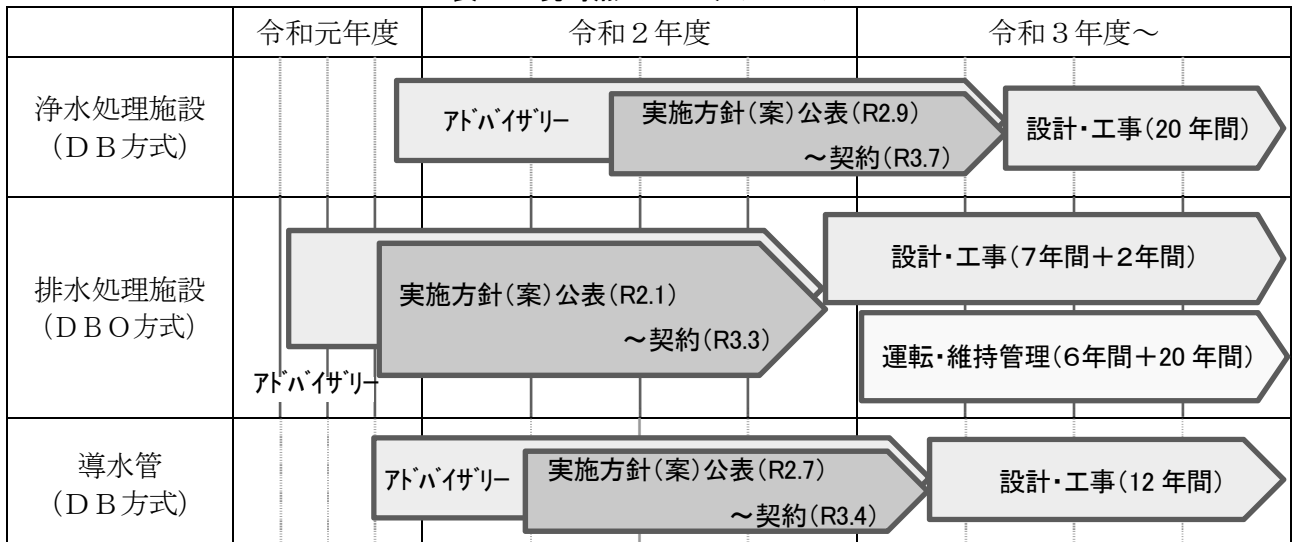 令和元年度
令和２年度
令和３年度～
浄水処理施設
（ＤＢ方式）
ｱﾄﾞﾊﾞｲｻﾞﾘｰ
実施方針(案)公表(R2.9)
～契約(R3.7)
設計・工事(20 年間)
排水処理施設
（ＤＢＯ方式）
ｱﾄﾞﾊﾞｲｻﾞﾘｰ
実施方針(案)公表(R2.1)
～契約(R3.3)
設計・工事(７年間＋２年間)
運転・維持管理(６年間＋20 年間)
導水管
（ＤＢ方式）
ｱﾄﾞﾊﾞｲｻﾞﾘｰ
実施方針(案)公表(R2.7)
～契約(R3.4)
設計・工事(12 年間)